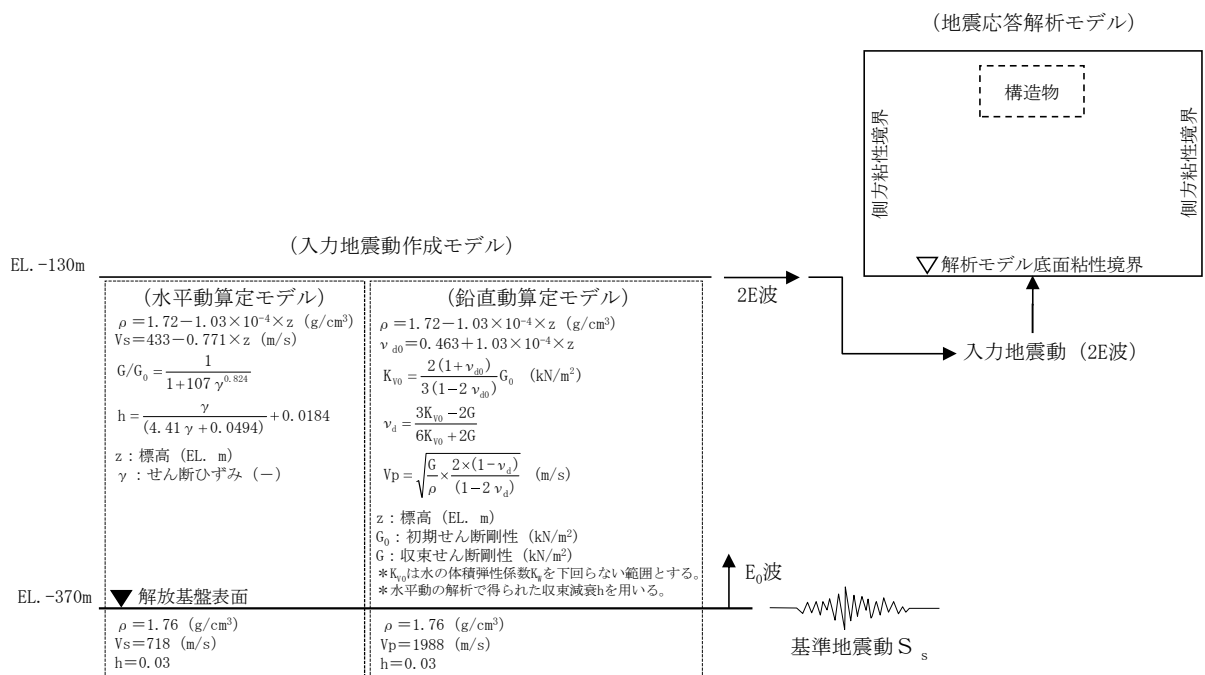 (地震応答解析モデル)
構造物
側方粘性境界
側方粘性境界
▽解析モデル底面粘性境界
(入力地震動作成モデル)
EL.-130m
2E波
入力地震動(2E波)
(水平動算定モデル)
ρ=1.72-1.03×10⁻⁴×z (g/cm³)
Vs=433-0.771×z (m/s)
G/G₀=1/(1+107γ^0.824)
h=γ/(4.41γ+0.0494)+0.0184
z:標高(EL. m)
γ:せん断ひずみ(-)
(鉛直動算定モデル)
ρ=1.72-1.03×10⁻⁴×z (g/cm³)
ν_d0=0.463+1.03×10⁻⁴×z
K_V0=2(1+ν_d0)/3(1-2ν_d0) G₀ (kN/m²)
ν_d=(3K_V0-2G)/(6K_V0+2G)
Vp=√(G/ρ×2×(1-ν_d)/(1-2ν_d)) (m/s)
z:標高(EL. m)
G₀:初期せん断剛性(kN/m²)
G:収束せん断剛性(kN/m²)
*K_V0は水の体積弾性係数K_Wを下回らない範囲とする。
*水平動の解析で得られた収束減衰hを用いる。
EL.-370m
▼解放基盤表面
E₀波
ρ=1.76 (g/cm³)
Vs=718 (m/s)
h=0.03
ρ=1.76 (g/cm³)
Vp=1988 (m/s)
h=0.03
基準地震動Ss